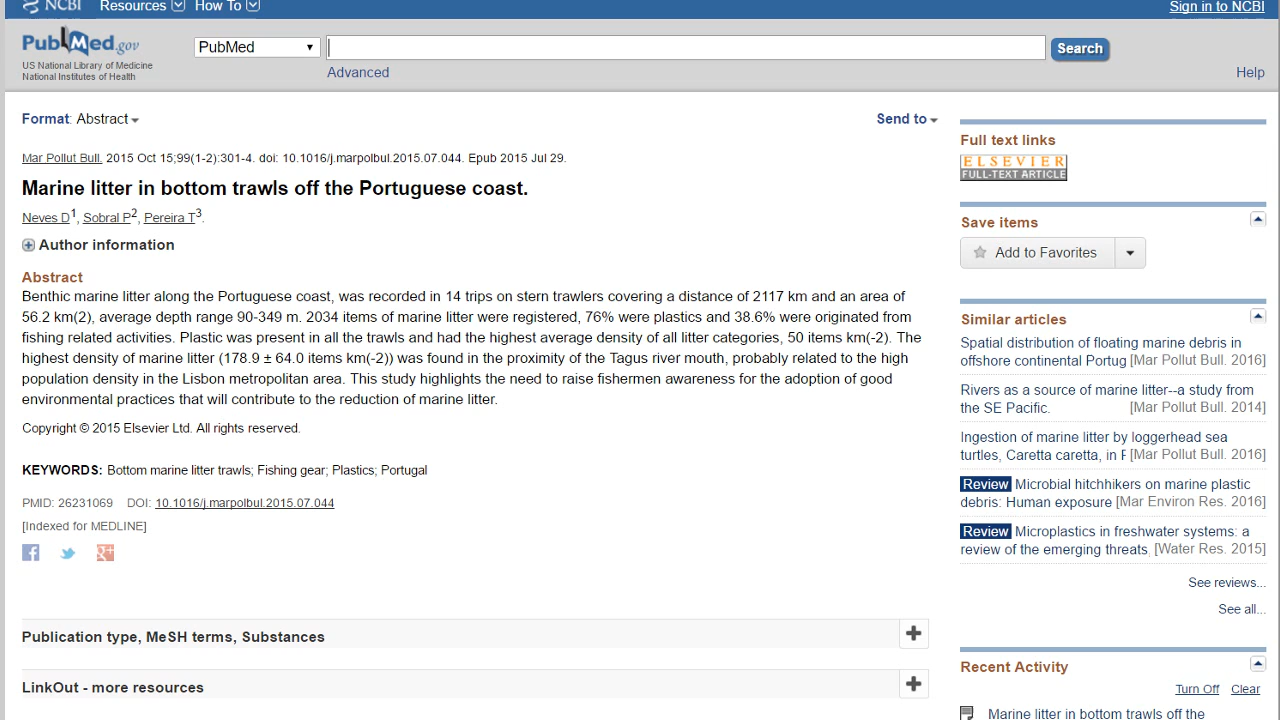 NCBI Resources How To Sign in to NCBI
PubMed.gov
US National Library of Medicine
National Institutes of Health
PubMed
Search
Advanced
Help
Format: Abstract
Send to
Mar Pollut Bull. 2015 Oct 15;99(1-2):301-4. doi: 10.1016/j.marpolbul.2015.07.044. Epub 2015 Jul 29.
Marine litter in bottom trawls off the Portuguese coast.
Neves D1, Sobral P2, Pereira T3.
Author information
Abstract
Benthic marine litter along the Portuguese coast, was recorded in 14 trips on stern trawlers covering a distance of 2117 km and an area of
56.2 km(2), average depth range 90-349 m. 2034 items of marine litter were registred, 76% were plastics and 38.6% were originated from
fishing related activities. Plastic was present in all the trawls and had the highest average density of all litter categories, 50 items km(-2). The
highest density of marine litter (178.9 ± 64.0 items km(-2)) was found in the proximity of the Tagus river mouth, probably related to the high
population density in the Lisbon metropolitan area. This study highlights the need to raise fishermen awareness for the adoption of good
environmental practices that will contribute to the reduction of marine litter.
Copyright © 2015 Elsevier Ltd. All rights reserved.
KEYWORDS: Bottom marine litter trawls; Fishing gear; Plastics; Portugal
PMID: 26231069 DOI: 10.1016/j.marpolbul.2015.07.044
[Indexed for MEDLINE]
Publication type, MeSH terms, Substances
LinkOut - more resources
Full text links
ELSEVIER
FULL-TEXT ARTICLE
Save items
Add to Favorites
Similar articles
Spatial distribution of floating marine debris in
offshore continental Portug [Mar Pollut Bull. 2016]
Rivers as a source of marine litter--a study from
the SE Pacific. [Mar Pollut Bull. 2014]
Ingestion of marine litter by loggerhead sea
turtles, Caretta caretta, in [Mar Pollut Bull. 2016]
Review Microbial hitchhikers on marine plastic
debris: Human exposure [Mar Environ Res. 2016]
Review Microplastics in freshwater systems: a
review of the emerging threats, [Water Res. 2015]
See reviews...
See all...
Recent Activity
Turn Off Clear
Marine litter in bottom trawls off the